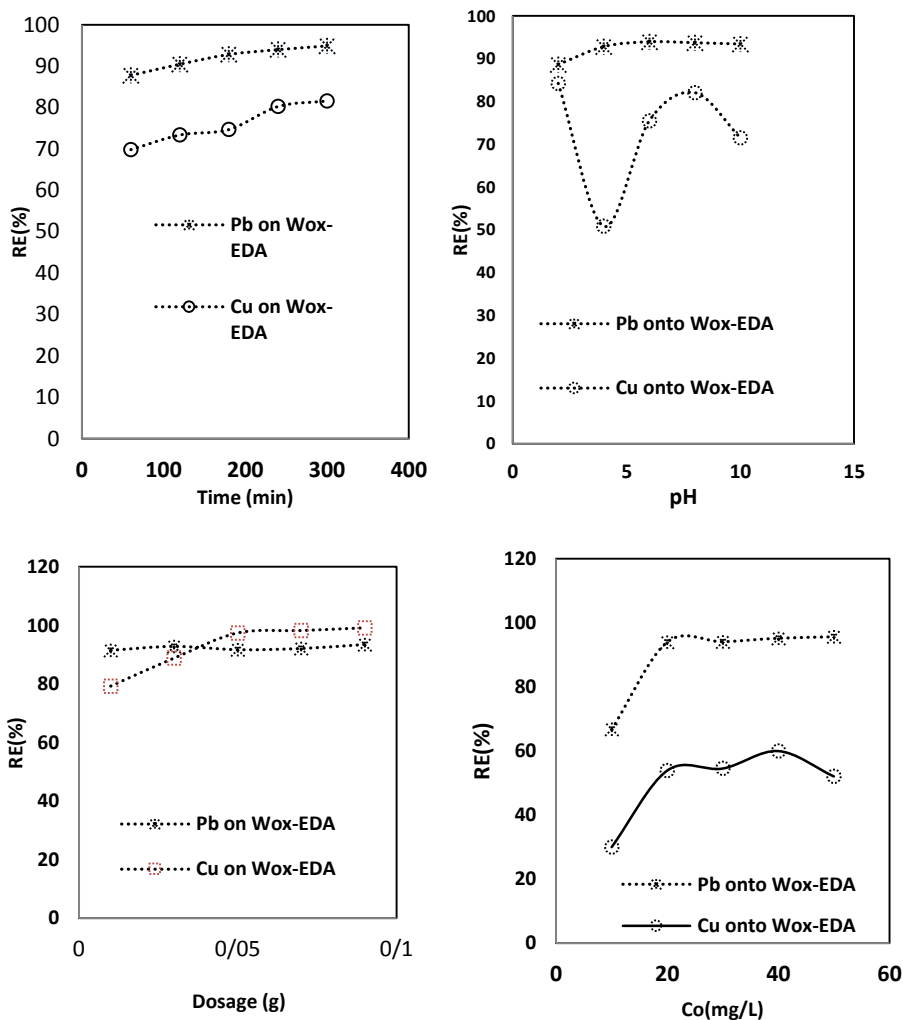 100
90
80
70
60
50
40
30
20
10
0
RE(%)
Pb on Wox-
EDA
Cu on Wox-
EDA
0 100 200 300 400
Time (min)
100
90
80
70
60
50
40
30
20
10
0
RE(%)
Pb onto Wox-EDA
Cu onto Wox-EDA
0 5 10 15
pH
120
100
80
60
40
20
0
RE(%)
Pb on Wox-EDA
Cu on Wox-EDA
0 0/05 0/1
Dosage (g)
120
100
80
60
40
20
0
RE(%)
Pb onto Wox-EDA
Cu onto Wox-EDA
0 20 40 60
Co(mg/L)